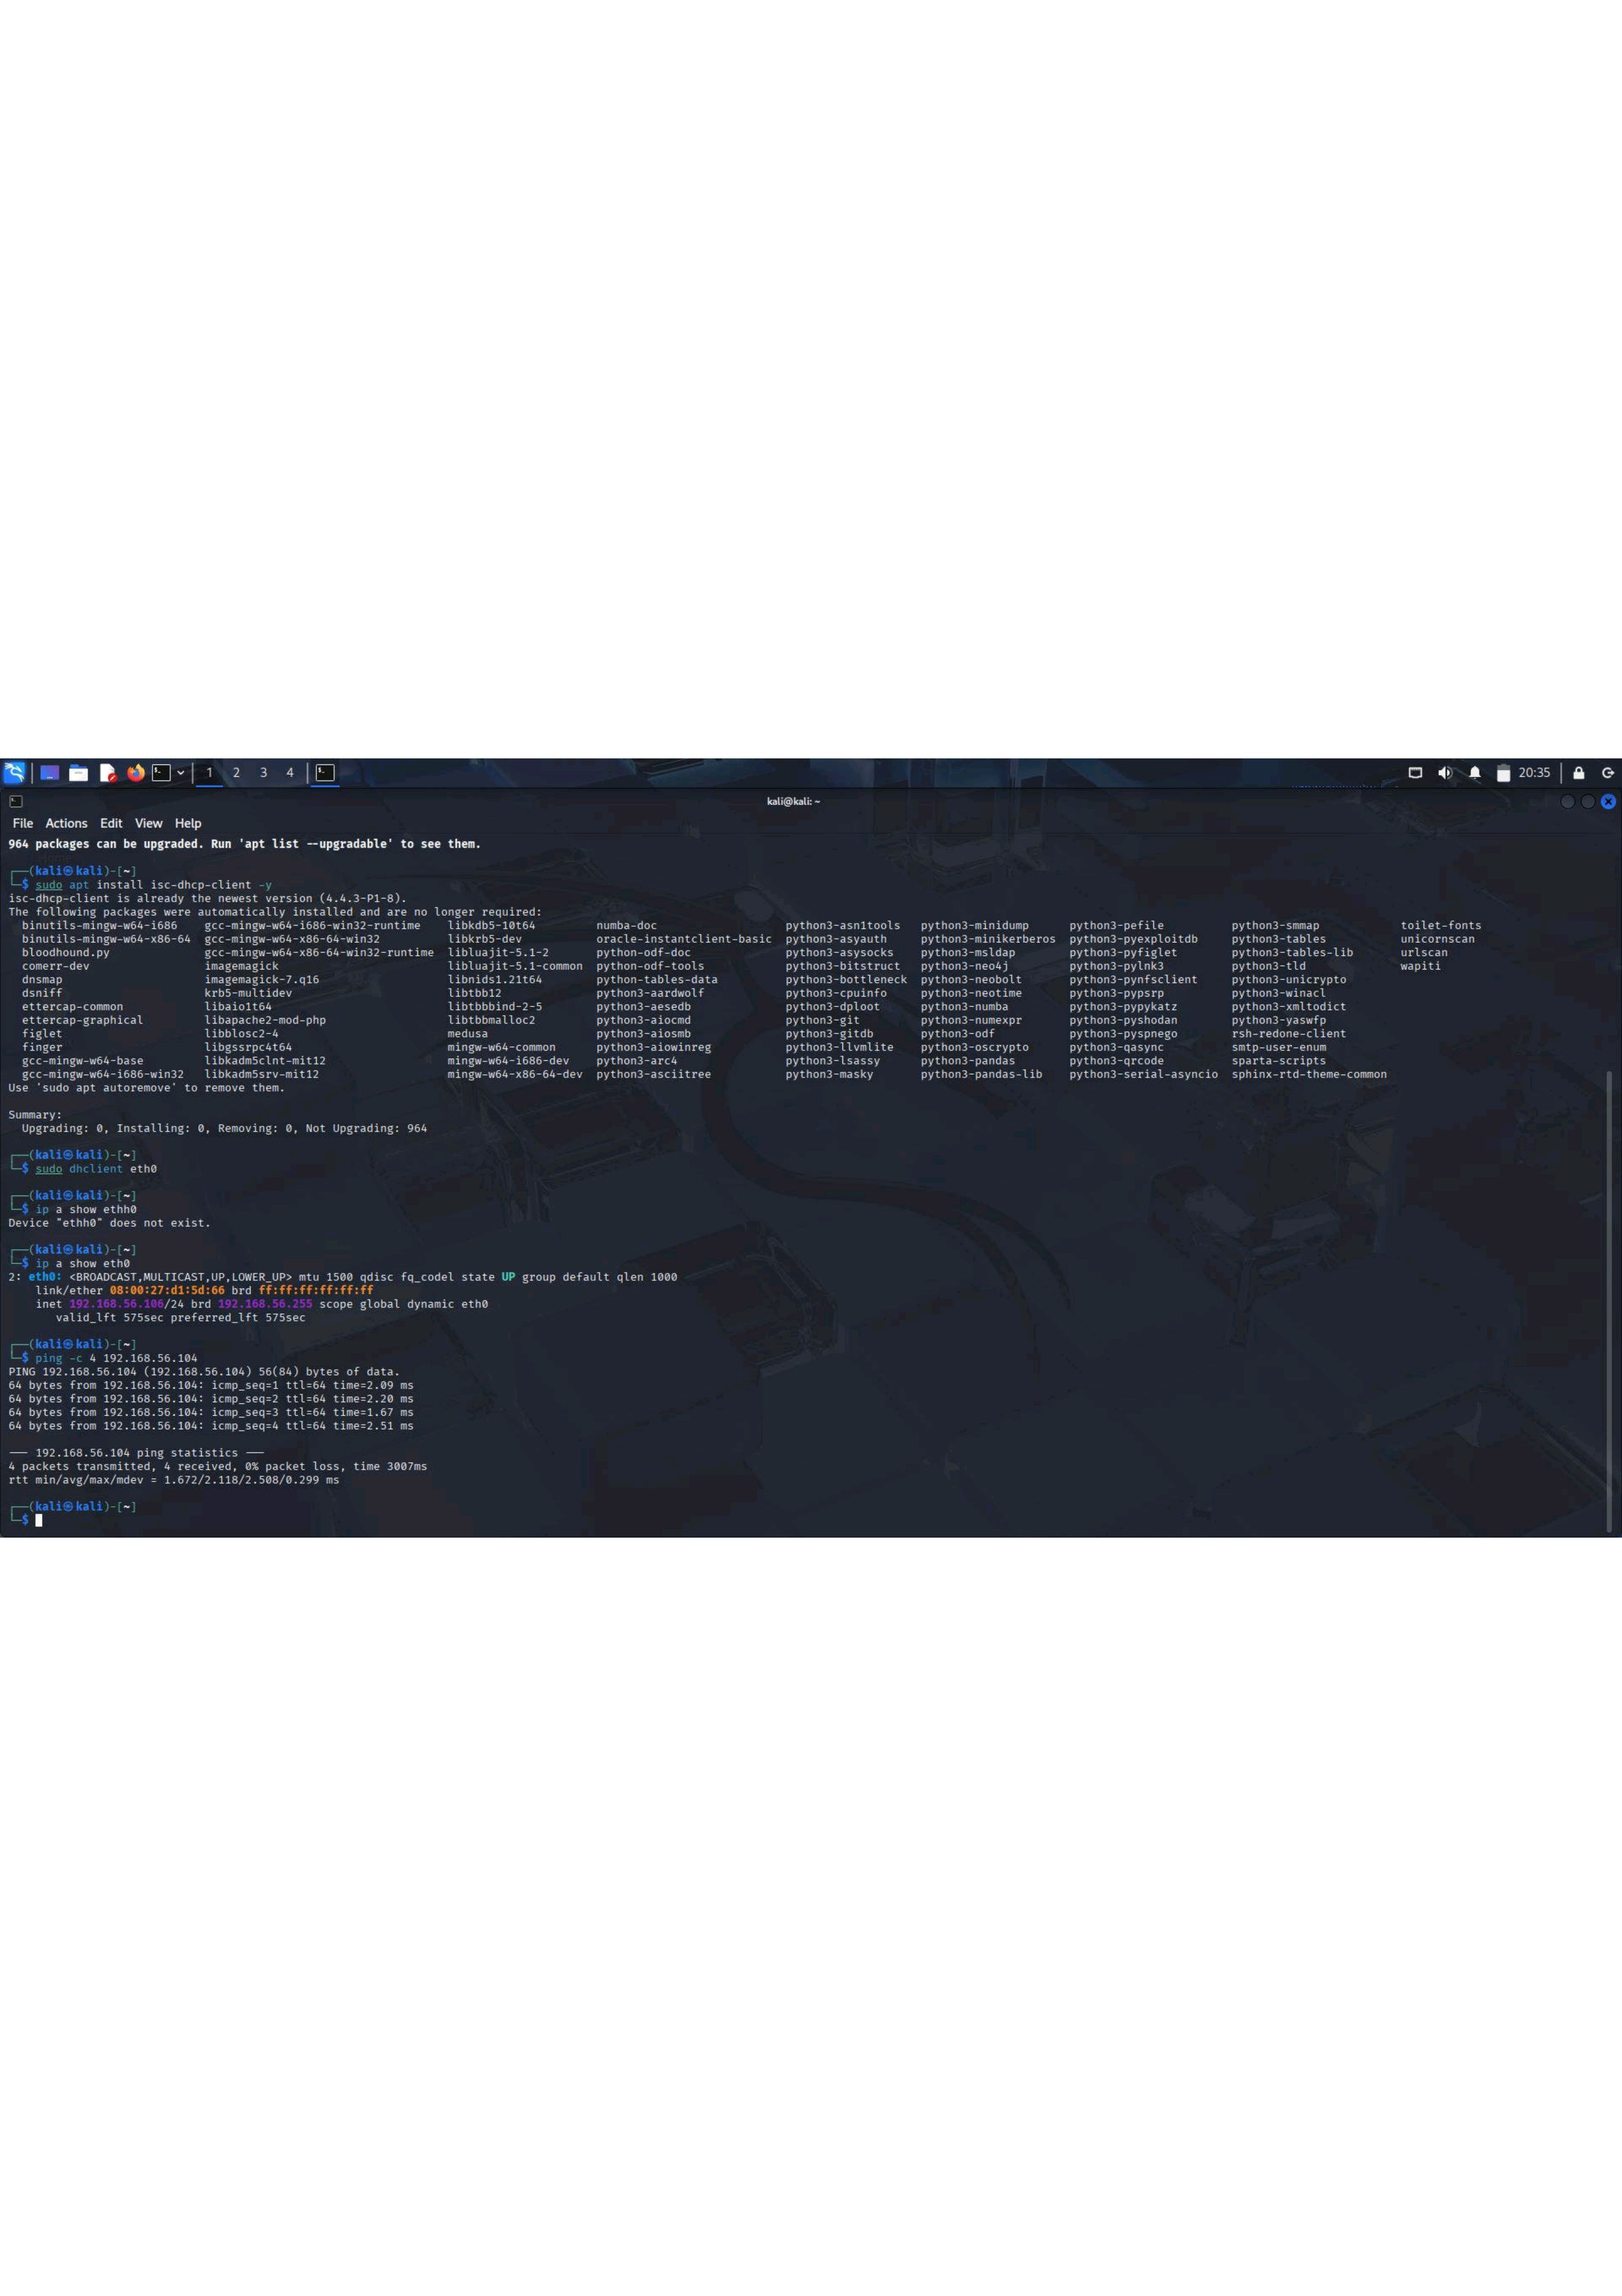 1 2 3 4 20:35
kali@kali: ~
File Actions Edit View Help
964 packages can be upgraded. Run 'apt list --upgradable' to see them.
┌──(kali㉿kali)-[~]
└─$ sudo apt install isc-dhcp-client -y
isc-dhcp-client is already the newest version (4.4.3-P1-8).
The following packages were automatically installed and are no longer required:
binutils-mingw-w64-i686 gcc-mingw-w64-i686-win32-runtime libkdb5-10t64 numba-doc python3-asn1tools python3-minidump python3-pefile python3-smmap toilet-fonts
binutils-mingw-w64-x86-64 gcc-mingw-w64-x86-64-win32 libkrb5-dev oracle-instantclient-basic python3-asyauth python3-minikerberos python3-pyexploitdb python3-tables unicornscan
bloodhound.py gcc-mingw-w64-x86-64-win32-runtime libluajit-5.1-2 python-odf-doc python3-asysocks python3-msldap python3-pyfiglet python3-tables-lib urlscan
comerr-dev imagemagick libluajit-5.1-common python-odf-tools python3-bitstruct python3-neo4j python3-pylnk3 python3-tld wapiti
dnsmap imagemagick-7.q16 libnids1.21t64 python-tables-data python3-bottleneck python3-neobolt python3-pynfsclient python3-unicrypto
dsniff krb5-multidev libtbb12 python3-aardwolf python3-cpuinfo python3-neotime python3-pypsrp python3-winacl
ettercap-common libaio1t64 libtbbbind-2-5 python3-aesedb python3-dploot python3-numba python3-pypykatz python3-xmltodict
ettercap-graphical libapache2-mod-php libtbbmalloc2 python3-aiocmd python3-git python3-numexpr python3-pyshodan python3-yaswfp
figlet libblosc2-4 medusa python3-aiosmb python3-gitdb python3-odf python3-pyspnego rsh-redone-client
finger libgssrpc4t64 mingw-w64-common python3-aiowinreg python3-llvmlite python3-oscrypto python3-qasync smtp-user-enum
gcc-mingw-w64-base libkadm5clnt-mit12 mingw-w64-i686-dev python3-arc4 python3-lsassy python3-pandas python3-qrcode sparta-scripts
gcc-mingw-w64-i686-win32 libkadm5srv-mit12 mingw-w64-x86-64-dev python3-asciitree python3-masky python3-pandas-lib python3-serial-asyncio sphinx-rtd-theme-common
Use 'sudo apt autoremove' to remove them.
Summary:
Upgrading: 0, Installing: 0, Removing: 0, Not Upgrading: 964
┌──(kali㉿kali)-[~]
└─$ sudo dhclient eth0
┌──(kali㉿kali)-[~]
└─$ ip a show ethh0
Device "ethh0" does not exist.
┌──(kali㉿kali)-[~]
└─$ ip a show eth0
2: eth0: <BROADCAST,MULTICAST,UP,LOWER_UP> mtu 1500 qdisc fq_codel state UP group default qlen 1000
link/ether 08:00:27:d1:5d:66 brd ff:ff:ff:ff:ff:ff
inet 192.168.56.106/24 brd 192.168.56.255 scope global dynamic eth0
valid_lft 575sec preferred_lft 575sec
┌──(kali㉿kali)-[~]
└─$ ping -c 4 192.168.56.104
PING 192.168.56.104 (192.168.56.104) 56(84) bytes of data.
64 bytes from 192.168.56.104: icmp_seq=1 ttl=64 time=2.09 ms
64 bytes from 192.168.56.104: icmp_seq=2 ttl=64 time=2.20 ms
64 bytes from 192.168.56.104: icmp_seq=3 ttl=64 time=1.67 ms
64 bytes from 192.168.56.104: icmp_seq=4 ttl=64 time=2.51 ms
--- 192.168.56.104 ping statistics ---
4 packets transmitted, 4 received, 0% packet loss, time 3007ms
rtt min/avg/max/mdev = 1.672/2.118/2.508/0.299 ms
┌──(kali㉿kali)-[~]
└─$